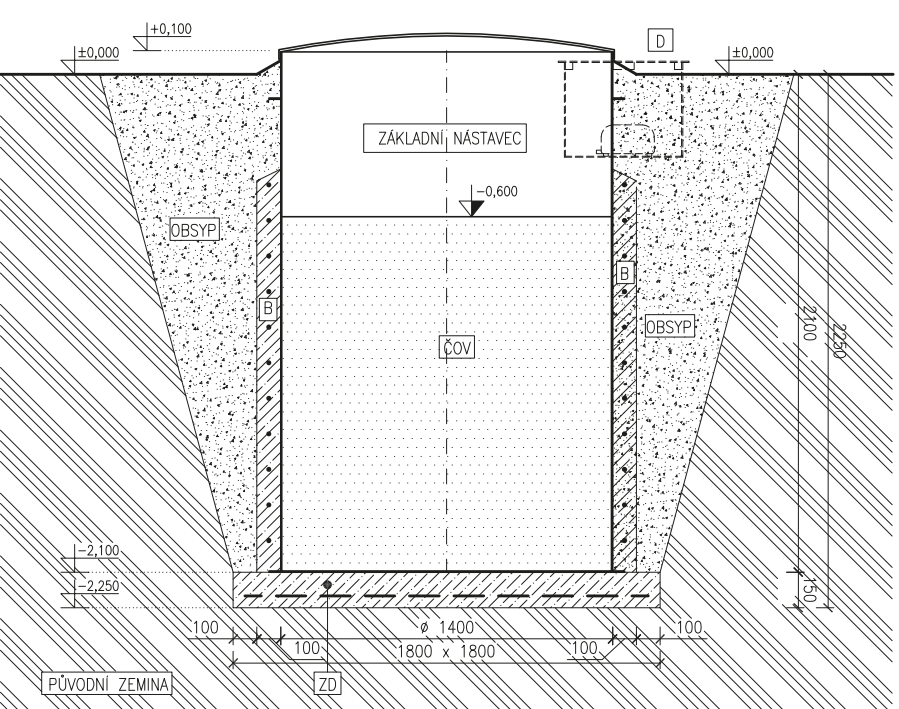 +0,100
±0,000
D
±0,000
ZÁKLADNÍ NÁSTAVEC
-0,600
OBSYP
B
B
OBSYP
ČOV
2100
2250
-2,100
-2,250
150
100
ø 1400
100
100
100
1800 x 1800
PŮVODNÍ ZEMINA
ZD